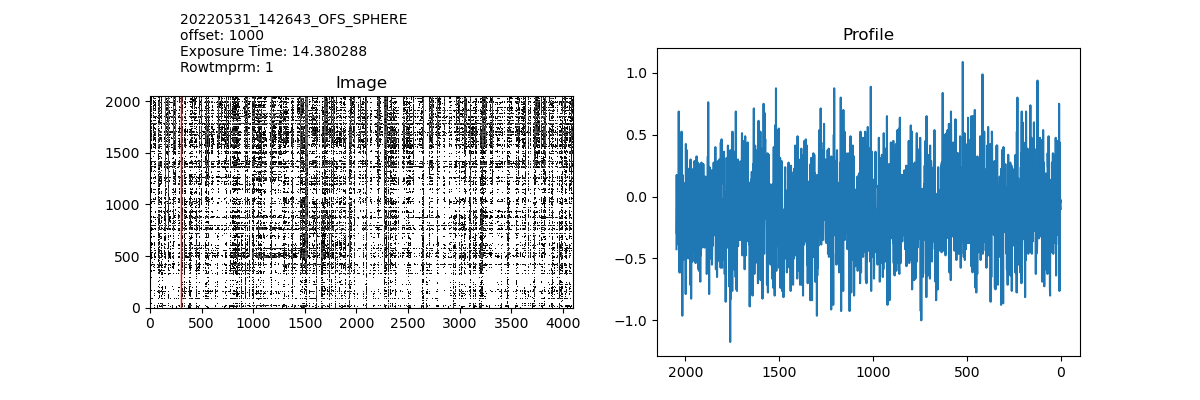 20220531_142643_OFS_SPHERE
offset: 1000
Exposure Time: 14.380288
Rowtmprm: 1
Image
2000
1500
1000
500
0
0 500 1000 1500 2000 2500 3000 3500 4000
Profile
1.0
0.5
0.0
−0.5
−1.0
2000 1500 1000 500 0